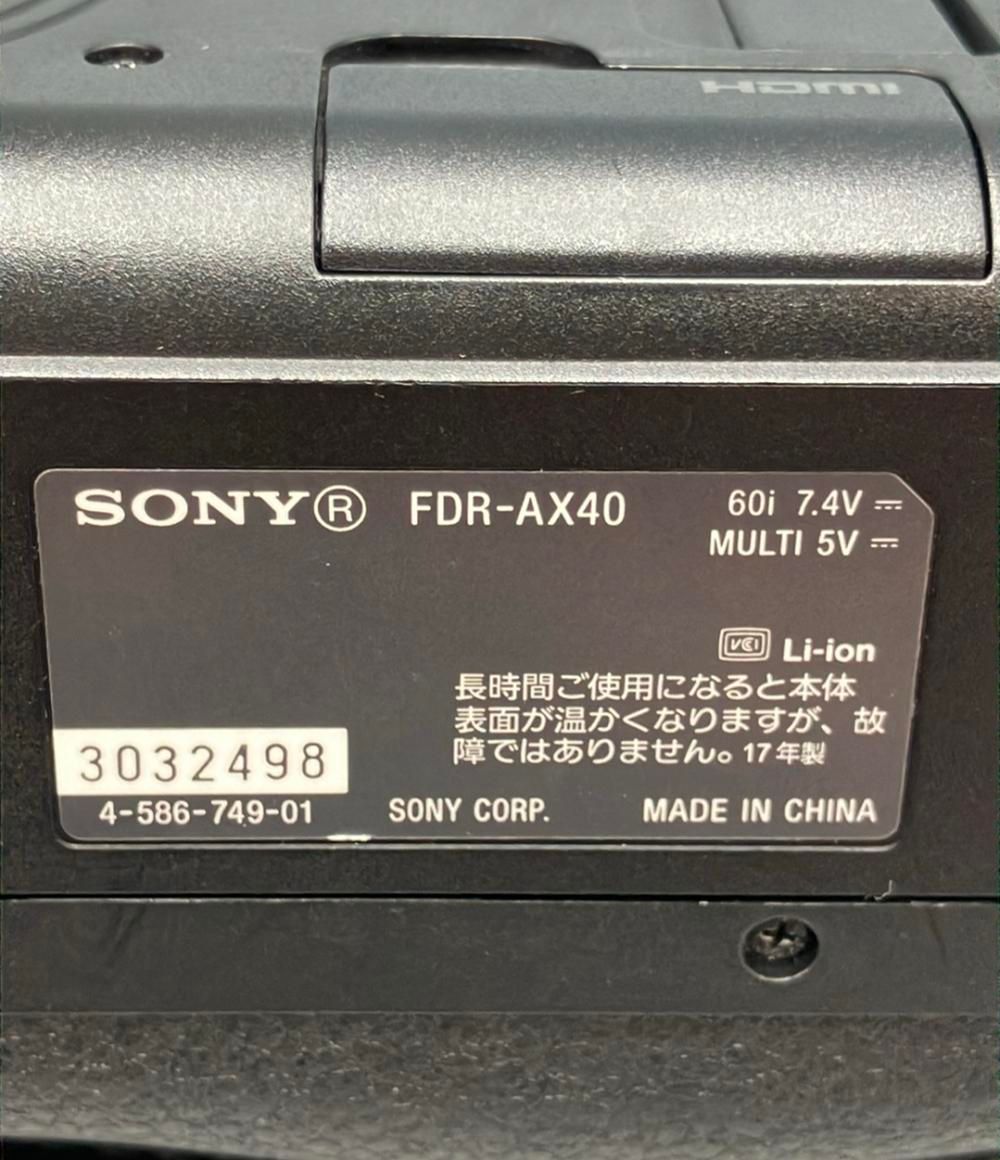 HDMI
SONY® FDR-AX40
60i 7.4V ⎓
MULTI 5V ⎓
VCI Li-ion
長時間ご使用になると本体
表面が温かくなりますが、故
障ではありません。17年製
3032498
4-586-749-01 SONY CORP. MADE IN CHINA